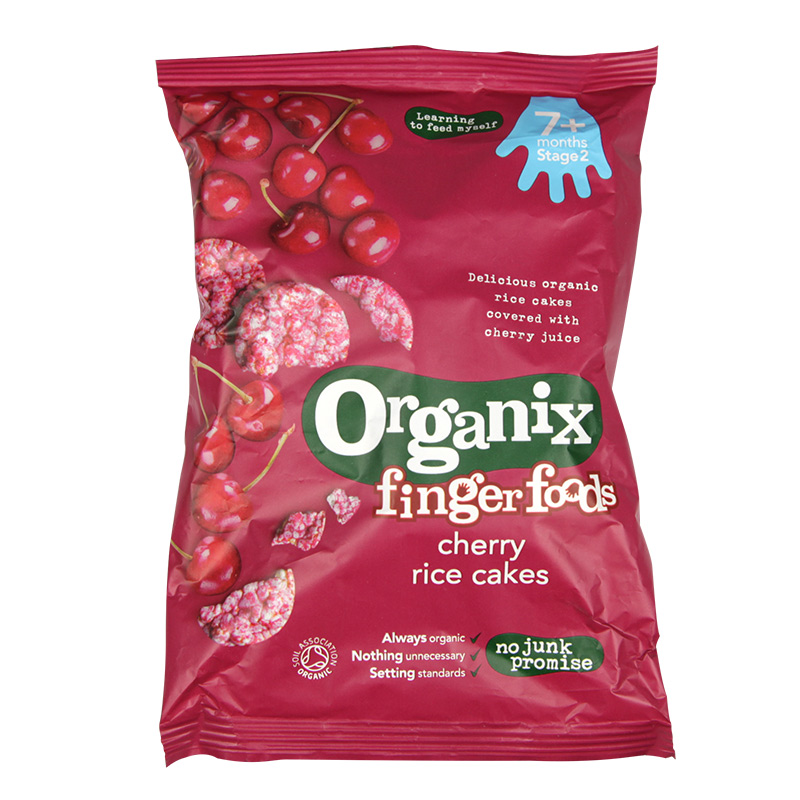 Learning
to feed myself
7+
months
Stage 2
Delicious organic
rice cakes
covered with
cherry juice
Organix
finger foods
cherry
rice cakes
SOIL ASSOCIATION
ORGANIC
Always organic ✓
Nothing unnecessary ✓
Setting standards ✓
no junk
promise